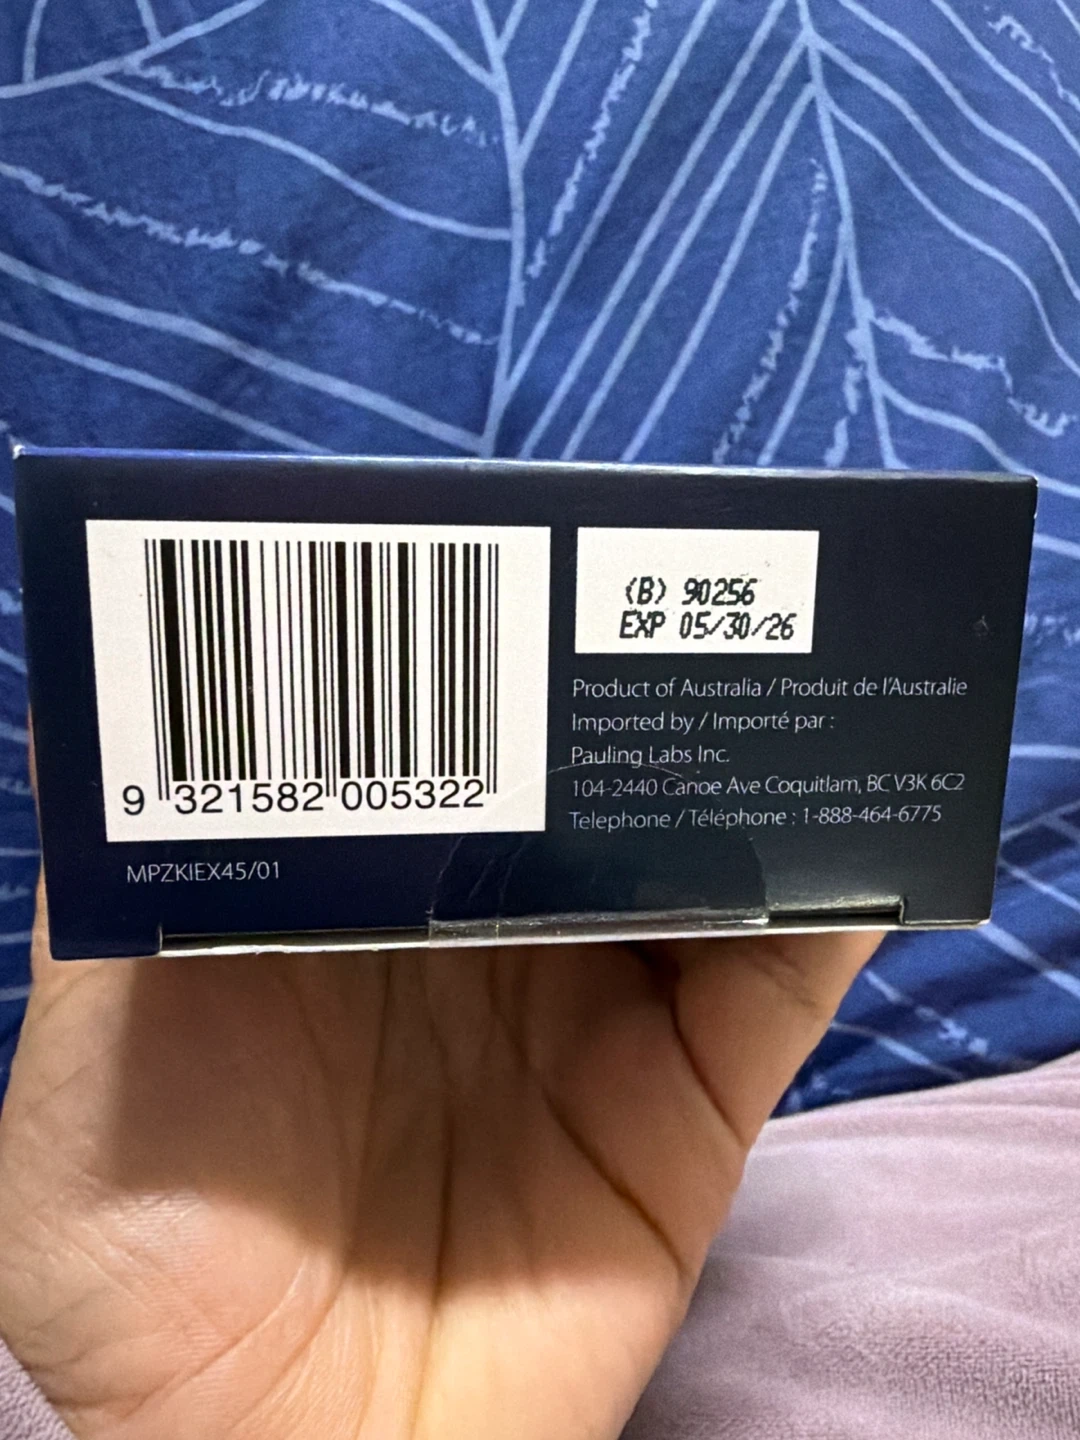 9 321582 005322
MPZKIEX45/01
(B) 90256
EXP 05/30/26
Product of Australia / Produit de l'Australie
Imported by / Importé par :
Pauling Labs Inc.
104-2440 Canoe Ave Coquitlam, BC V3K 6C2
Telephone / Téléphone : 1-888-464-6775